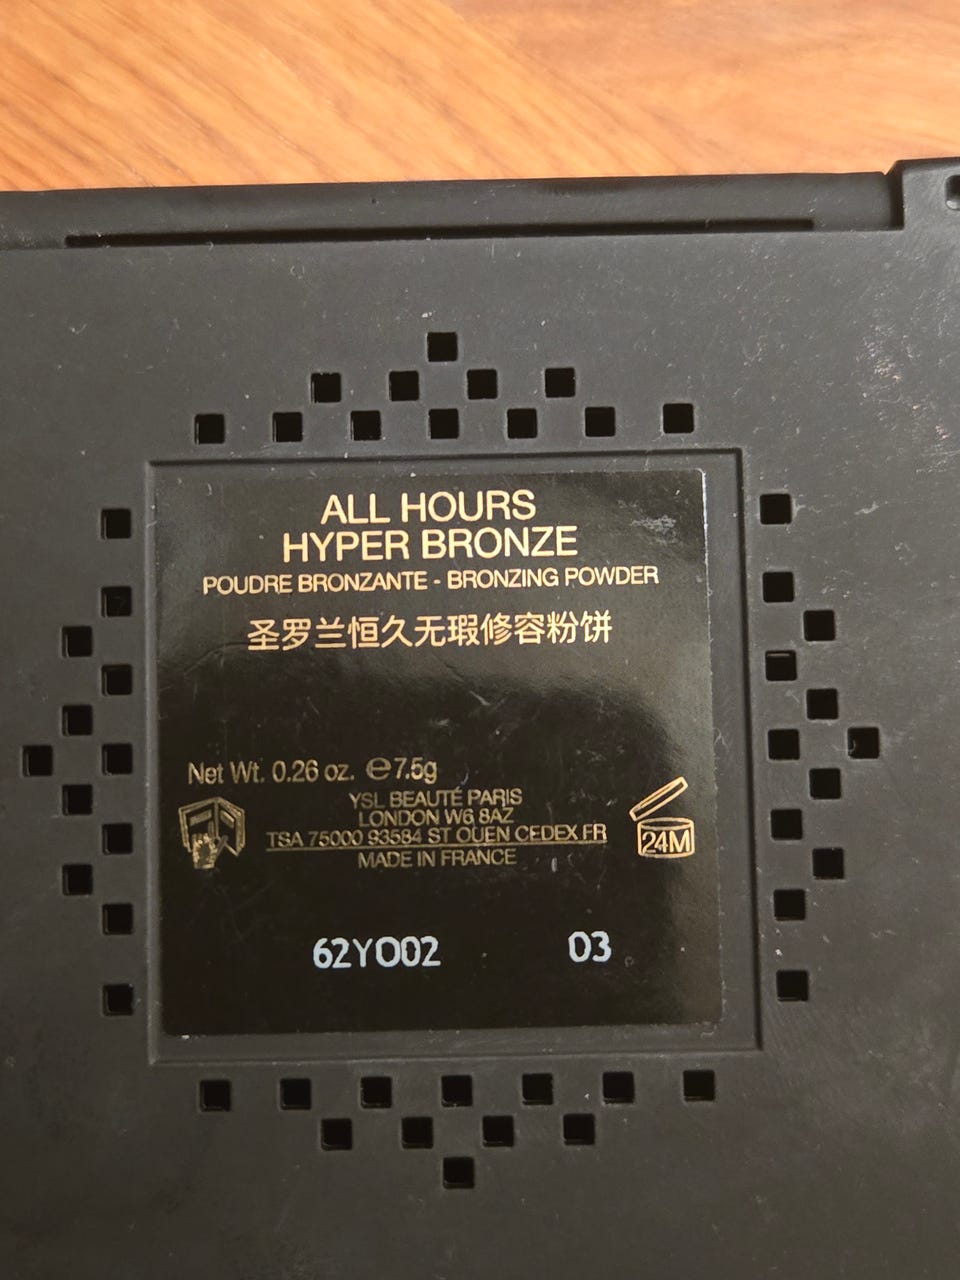 ALL HOURS
HYPER BRONZE
POUDRE BRONZANTE - BRONZING POWDER
圣罗兰恒久无瑕修容粉饼
Net Wt. 0.26 oz. ℮7.5g
YSL BEAUTÉ PARIS
LONDON W6 8AZ
TSA 75000 93584 ST OUEN CEDEX FR
MADE IN FRANCE
24M
62Y002 03